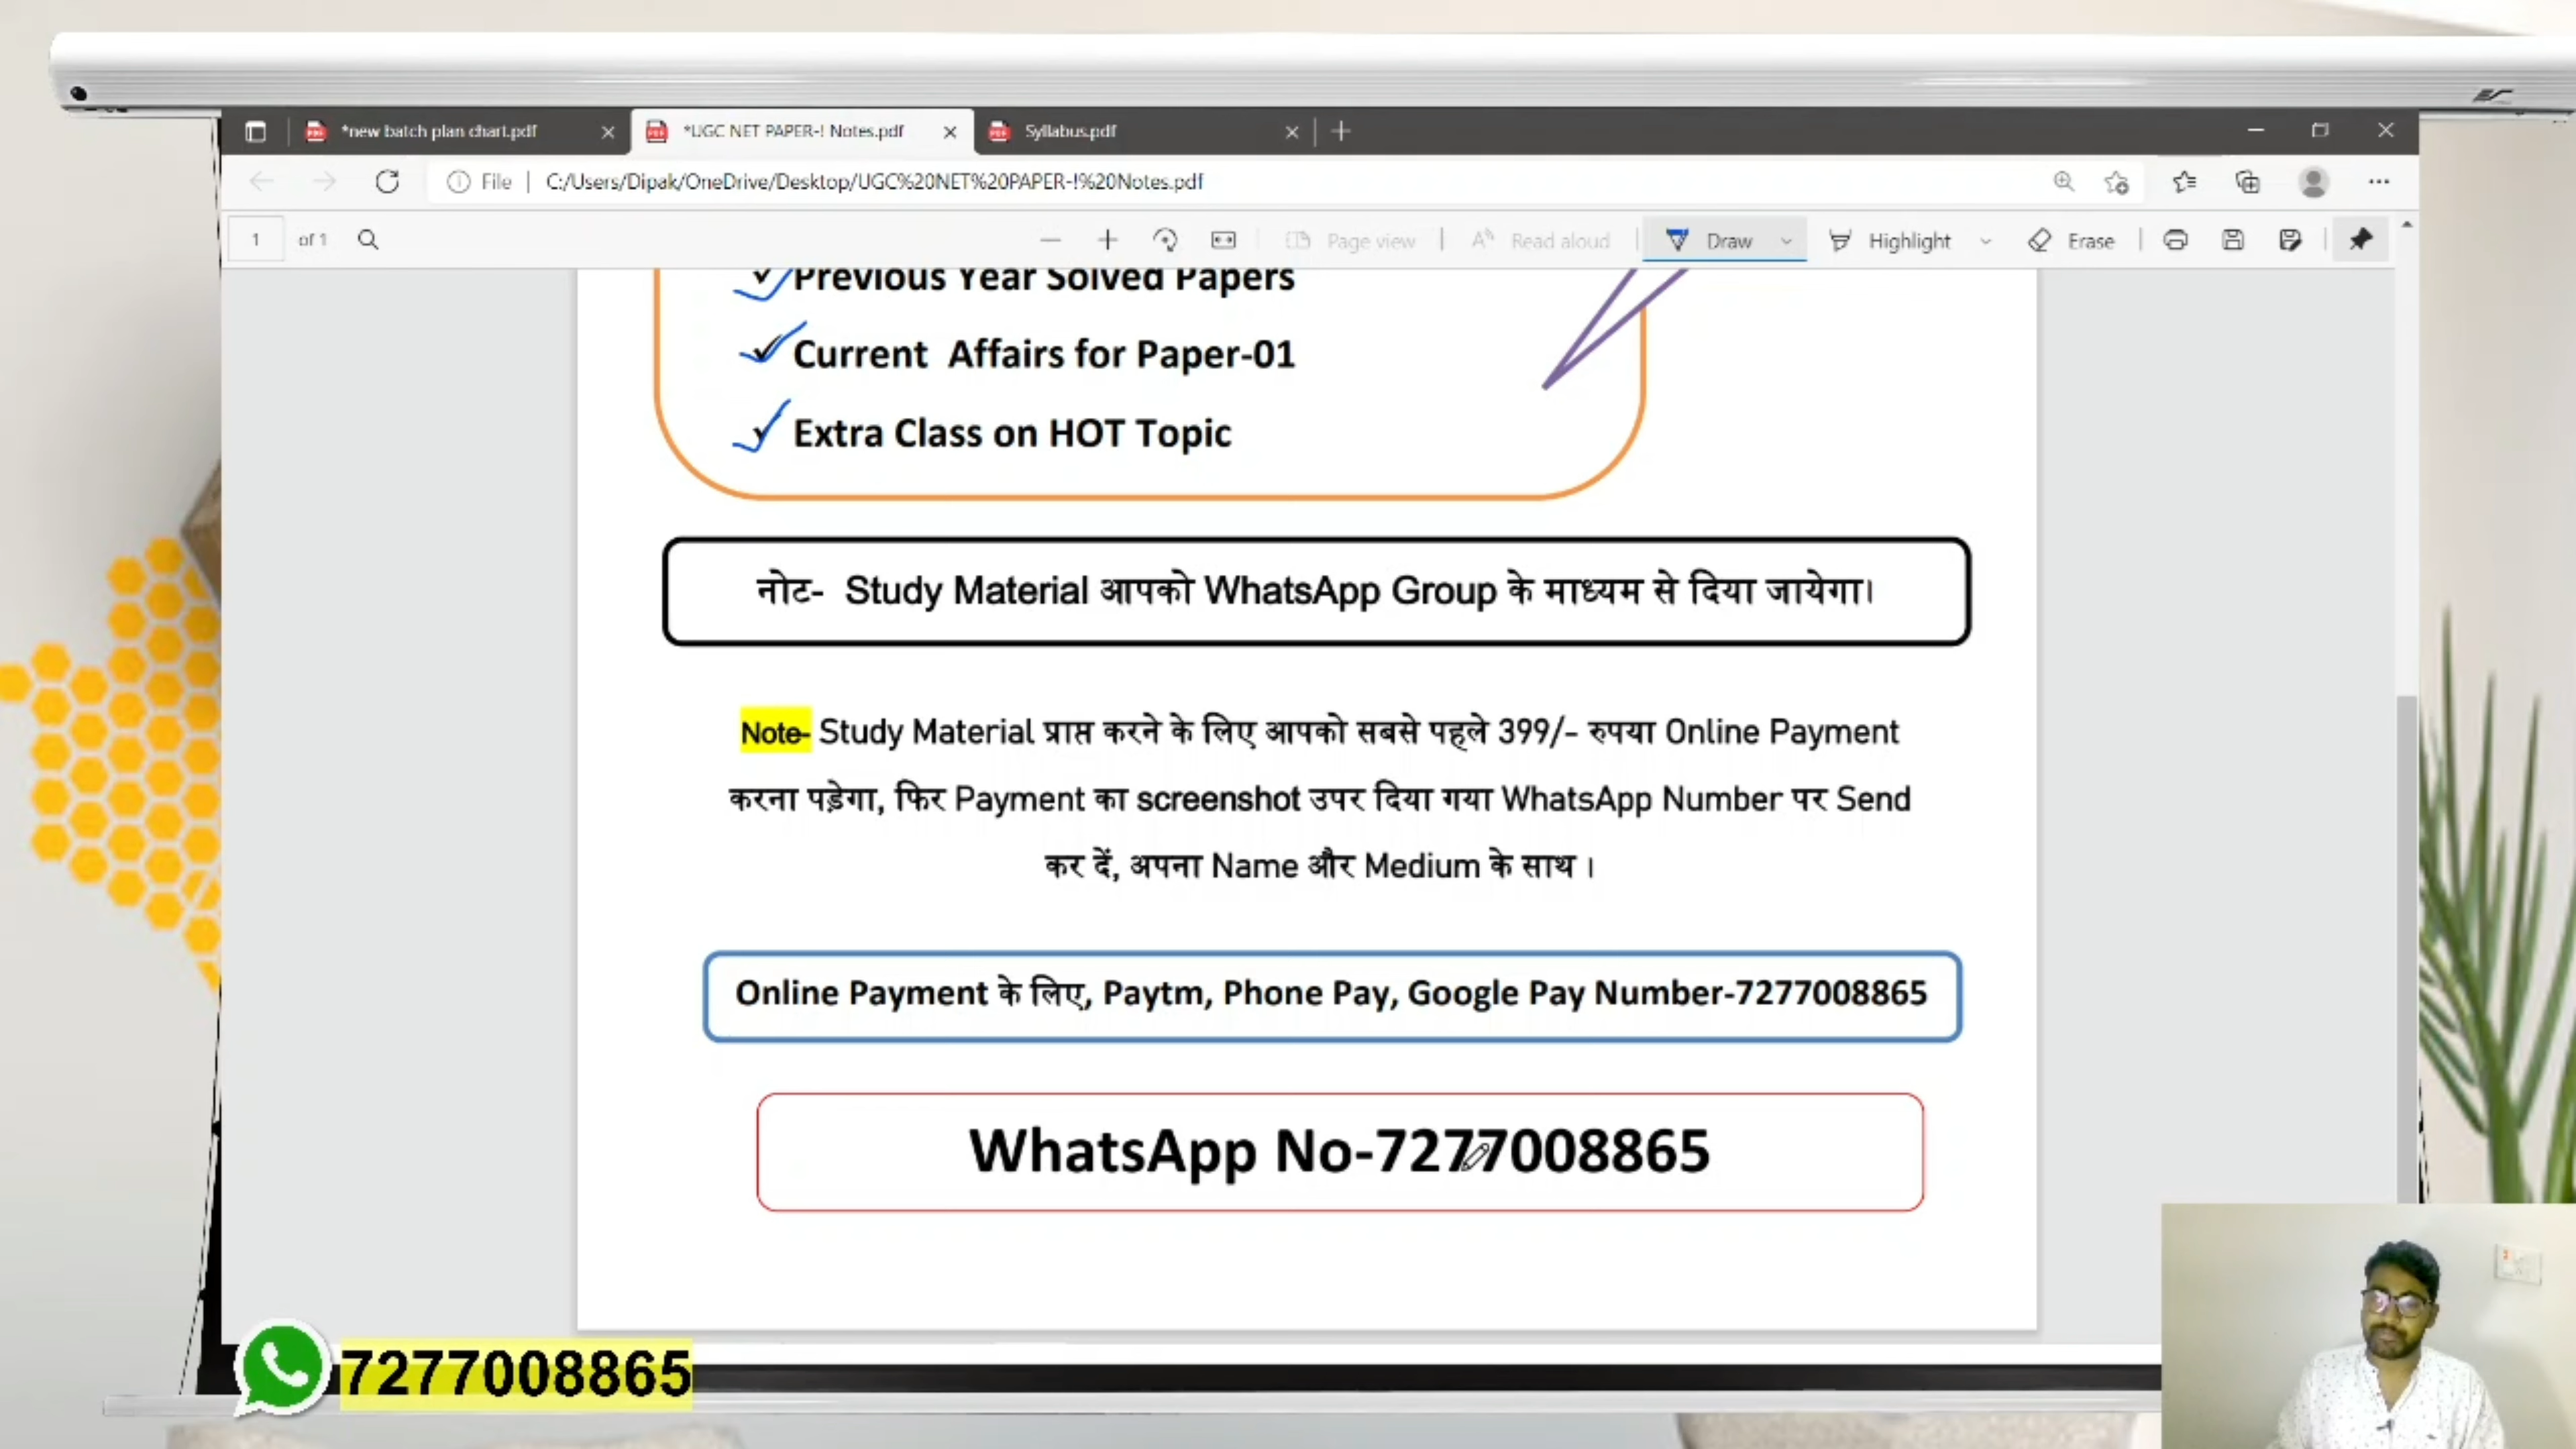 *new batch plan chart.pdf
*UGC NET PAPER-! Notes.pdf
Syllabus.pdf
File
C:/Users/Dipak/OneDrive/Desktop/UGC%20NET%20PAPER-!%20Notes.pdf
1 of 1
Page view
Read aloud
Draw
Highlight
Erase
Previous Year Solved Papers
Current Affairs for Paper-01
Extra Class on HOT Topic
नोट- Study Material आपको WhatsApp Group के माध्यम से दिया जायेगा।
Note- Study Material प्राप्त करने के लिए आपको सबसे पहले 399/- रुपया Online Payment
करना पड़ेगा, फिर Payment का screenshot उपर दिया गया WhatsApp Number पर Send
कर दें, अपना Name और Medium के साथ ।
Online Payment के लिए, Paytm, Phone Pay, Google Pay Number-7277008865
WhatsApp No-7277008865
7277008865